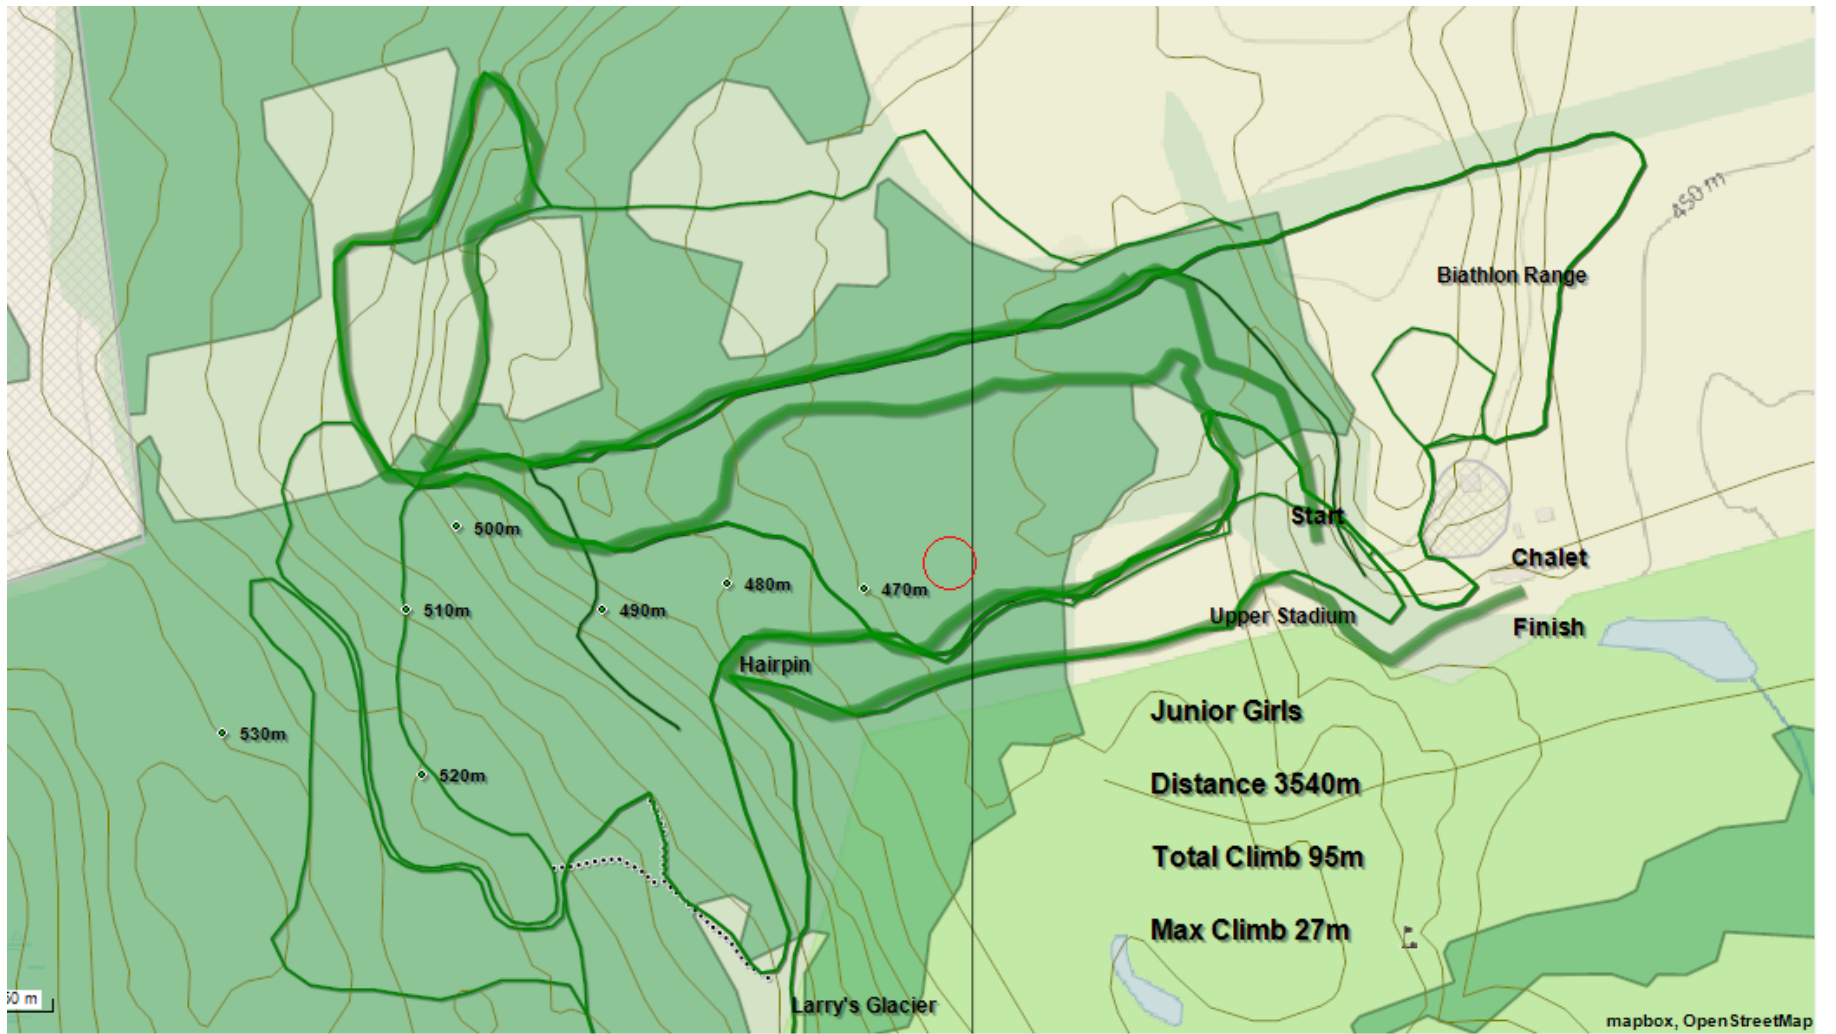 450 m
Biathlon Range
Start
500m
Chalet
480m
470m
510m
490m
Upper Stadium
Finish
Hairpin
Junior Girls
530m
520m
Distance 3540m
Total Climb 95m
Max Climb 27m
50 m
Larry's Glacier
mapbox, OpenStreetMap